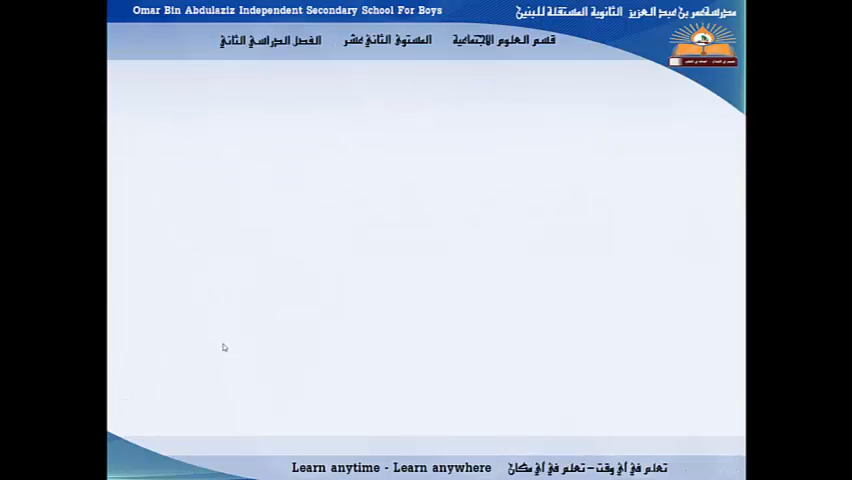 Omar Bin Abdulaziz Independent Secondary School For Boys
مدرسة عمر بن عبد العزيز الثانوية المستقلة للبنين
قسم العلوم الاجتماعية
المستوى الثاني عشر
الفصل الدراسي الثاني
Learn anytime - Learn anywhere
تعلم في أي وقت – تعلم في أي مكان